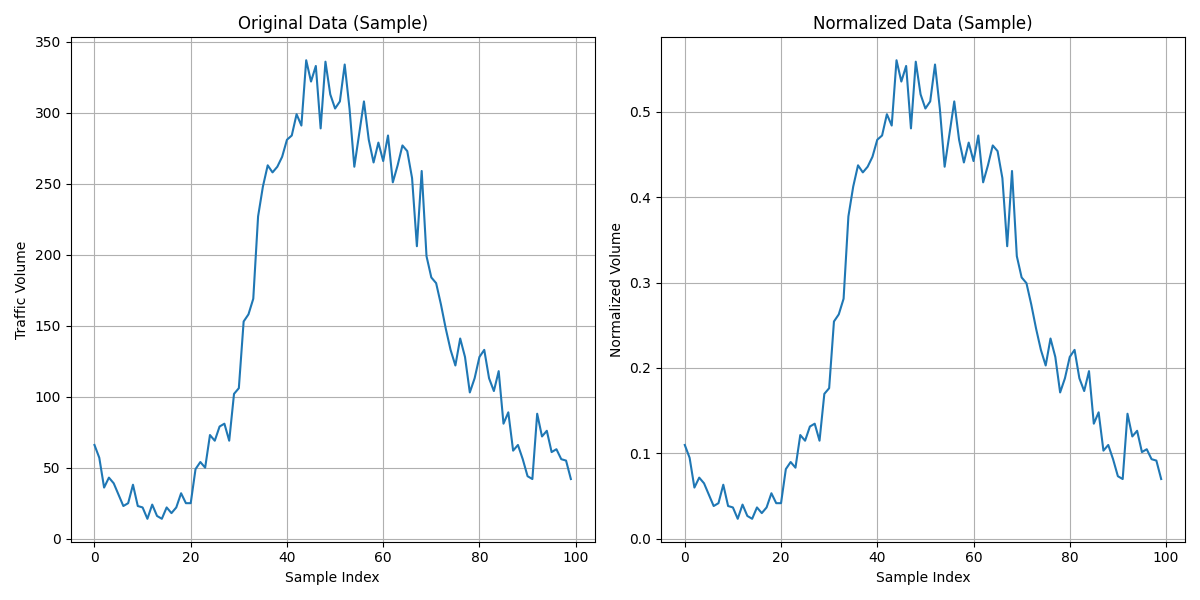 Original Data (Sample)
350
300
250
200
150
100
50
0
Traffic Volume
0 20 40 60 80 100
Sample Index
Normalized Data (Sample)
0.5
0.4
0.3
0.2
0.1
0.0
Normalized Volume
0 20 40 60 80 100
Sample Index